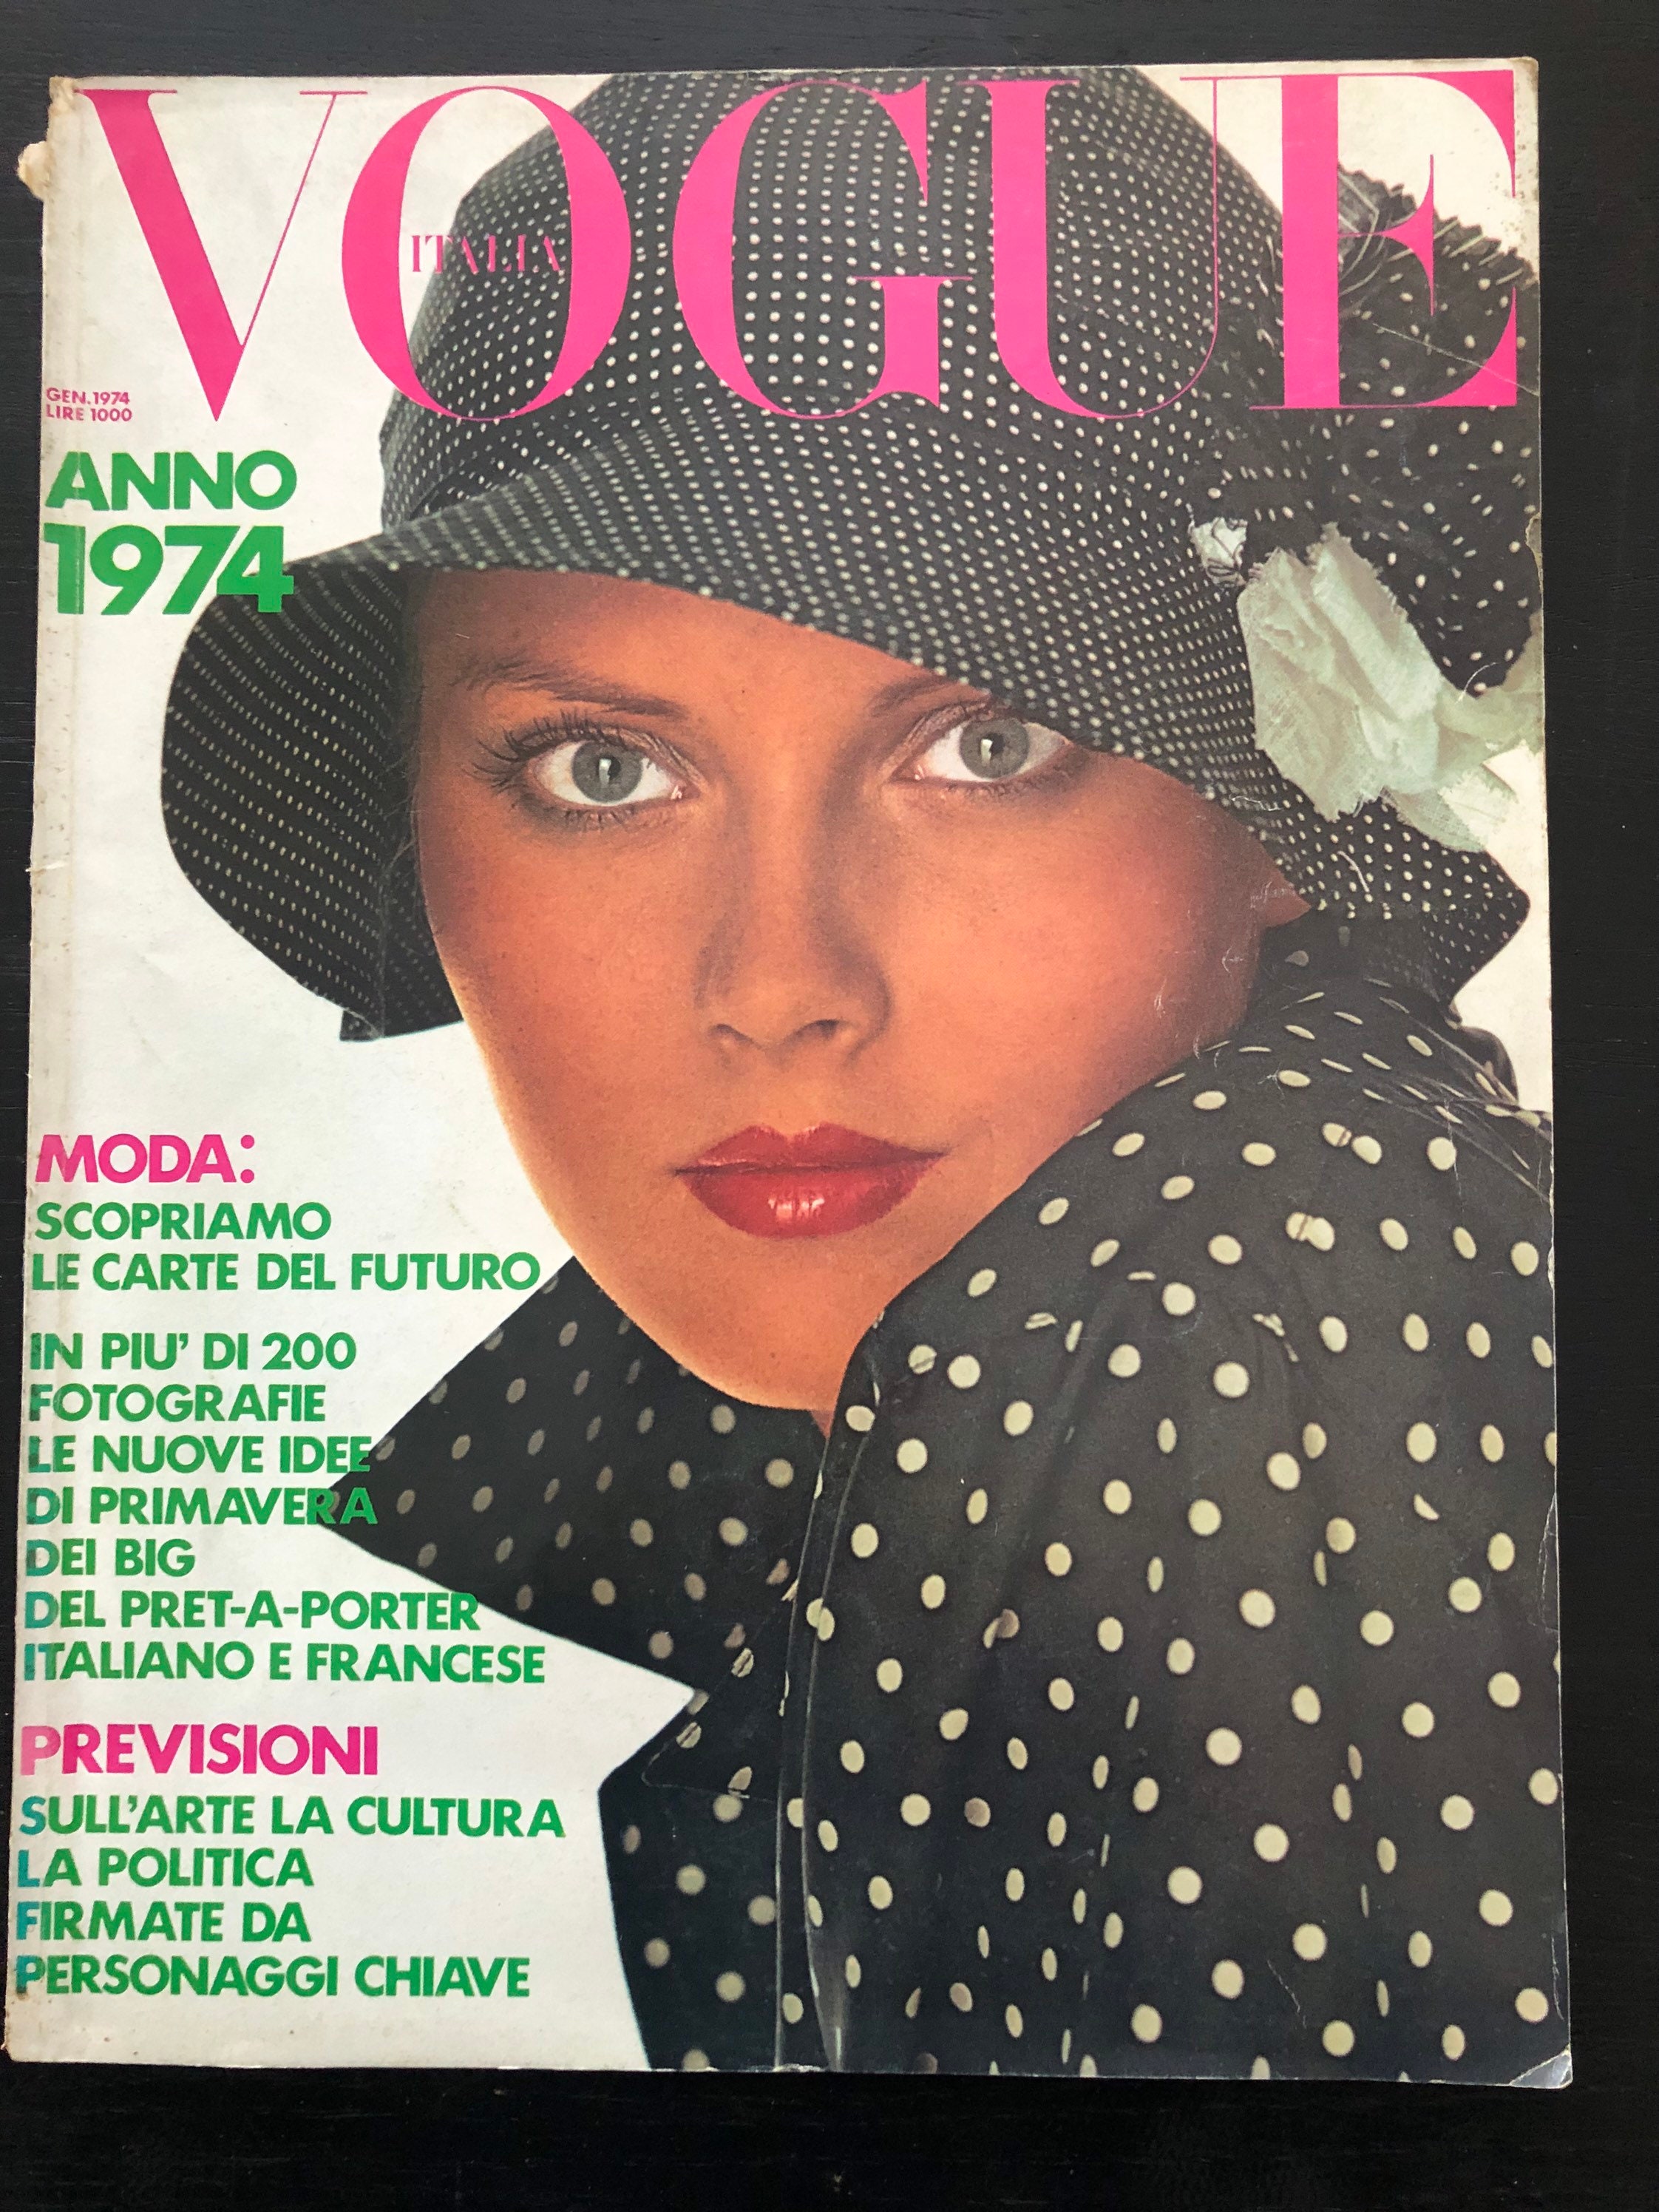 VOGUE
ITALIA
GEN.1974
LIRE 1000
ANNO
1974
MODA:
SCOPRIAMO
LE CARTE DEL FUTURO
IN PIU' DI 200
FOTOGRAFIE
LE NUOVE IDEE
DI PRIMAVERA
DEI BIG
DEL PRET-A-PORTER
ITALIANO E FRANCESE
PREVISIONI
SULL'ARTE LA CULTURA
LA POLITICA
FIRMATE DA
PERSONAGGI CHIAVE